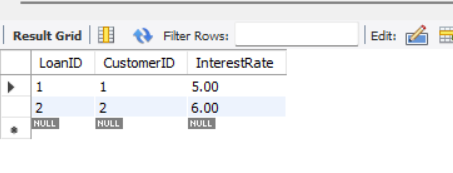 Result Grid Filter Rows: Edit:
LoanID CustomerID InterestRate
1 1 5.00
2 2 6.00
NULL NULL NULL